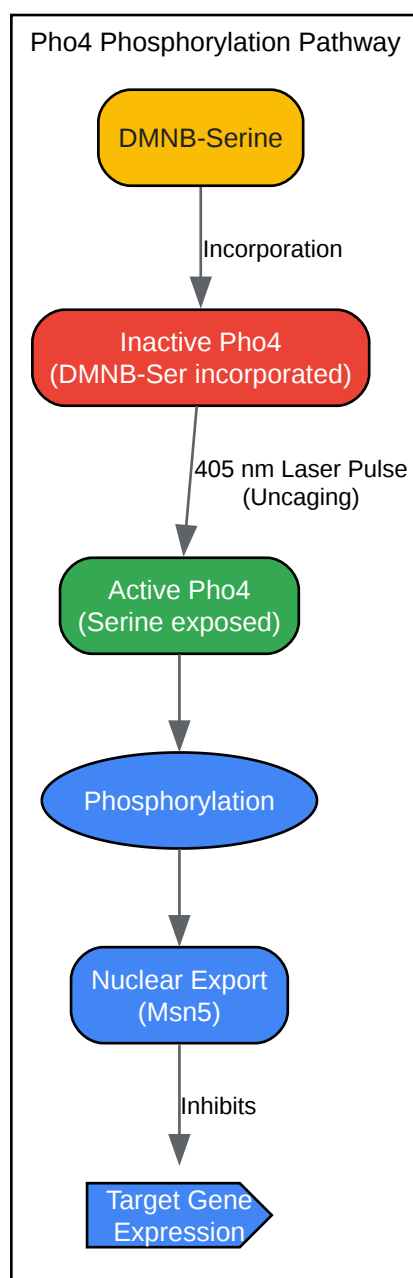 Pho4 Phosphorylation Pathway
DMNB-Serine
Incorporation
Inactive Pho4
(DMNB-Ser incorporated)
405 nm Laser Pulse
(Uncaging)
Active Pho4
(Serine exposed)
Phosphorylation
Nuclear Export
(Msn5)
Inhibits
Target Gene
Expression